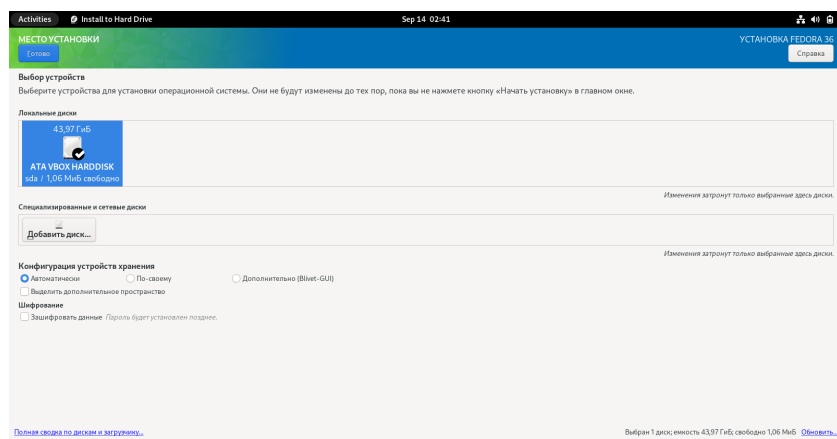 Activities Install to Hard Drive Sep 14 02:41
МЕСТО УСТАНОВКИ УСТАНОВКА FEDORA 36
Готово Справка
Выбор устройств
Выберите устройства для установки операционной системы. Они не будут изменены до тех пор, пока вы не нажмете кнопку «Начать установку» в главном окне.
Локальные диски
43,97 ГиБ
ATA VBOX HARDDISK
sda / 1,06 МиБ свободно
Изменения затронут только выбранные здесь диски.
Специализированные и сетевые диски
Добавить диск...
Изменения затронут только выбранные здесь диски.
Конфигурация устройств хранения
Автоматически По-своему Дополнительно (Blivet-GUI)
Выделить дополнительное пространство
Шифрование
Зашифровать данные Пароль будет установлен позднее.
Полная сводка по дискам и загрузчику... Выбран 1 диск; емкость 43,97 ГиБ; свободно 1,06 МиБ Обновить...